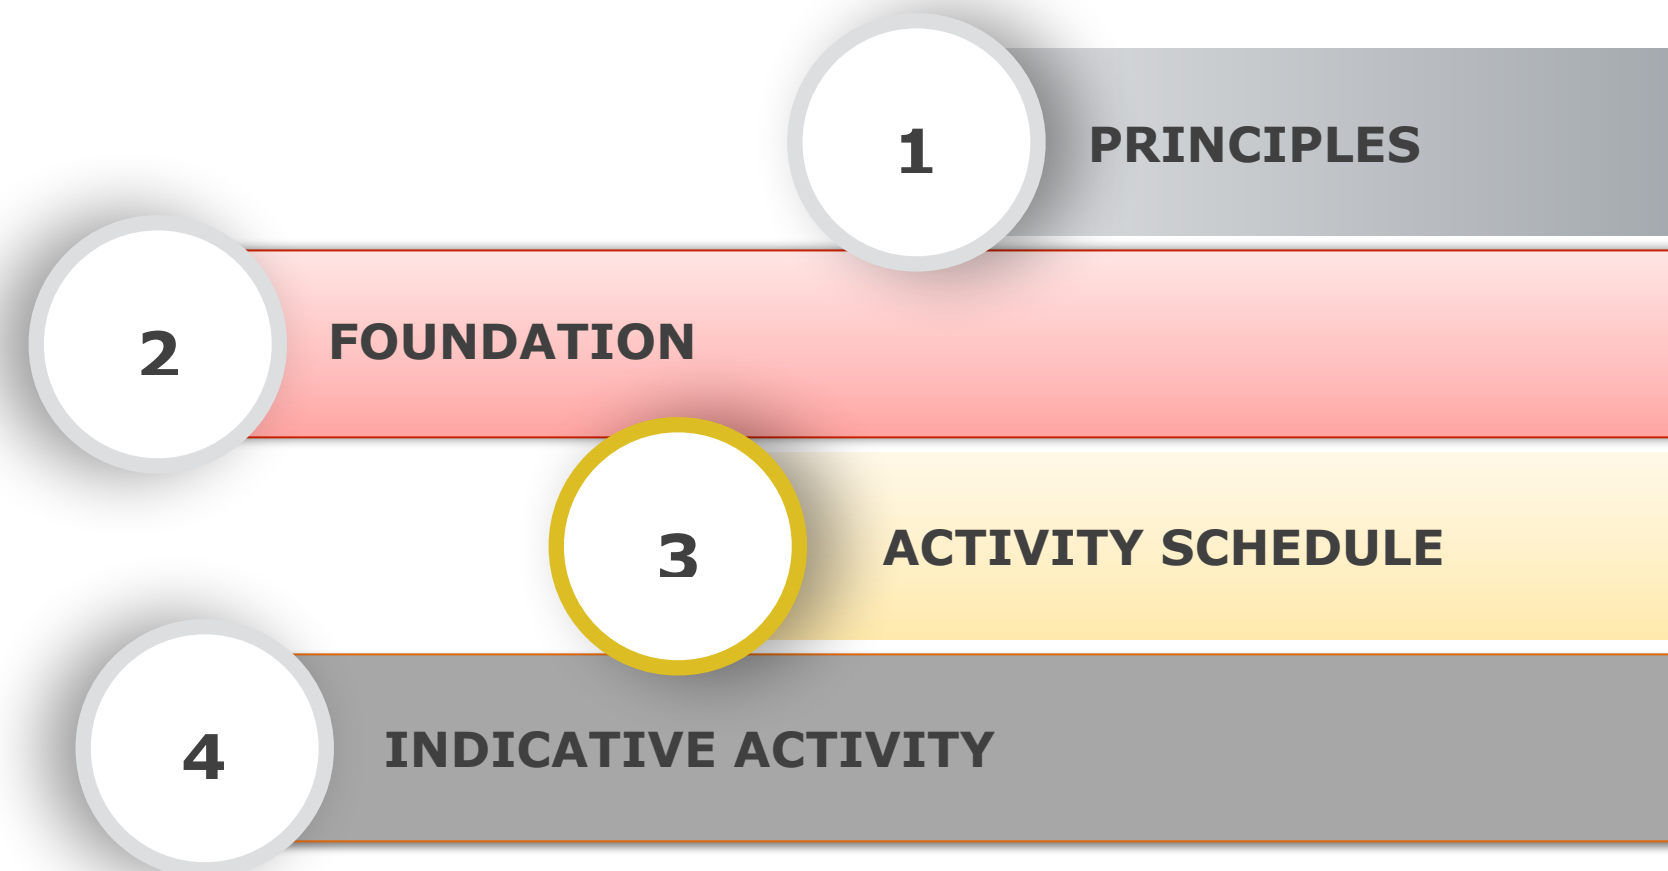 1
PRINCIPLES
2
FOUNDATION
3
ACTIVITY SCHEDULE
4
INDICATIVE ACTIVITY